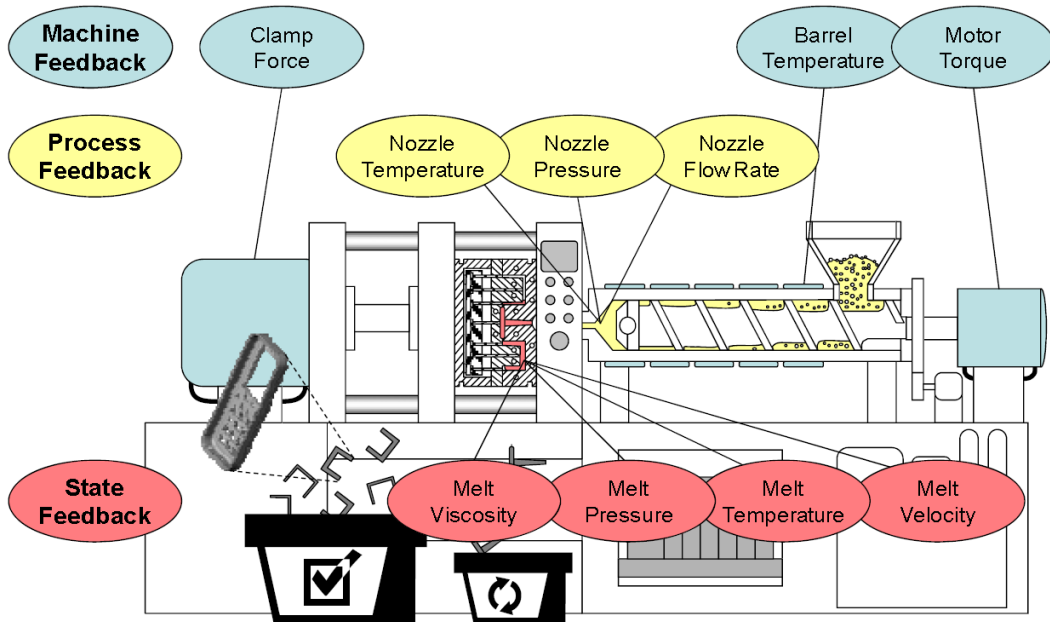 Machine
Feedback
Clamp
Force
Barrel
Temperature
Motor
Torque
Process
Feedback
Nozzle
Temperature
Nozzle
Pressure
Nozzle
Flow Rate
State
Feedback
Melt
Viscosity
Melt
Pressure
Melt
Temperature
Melt
Velocity